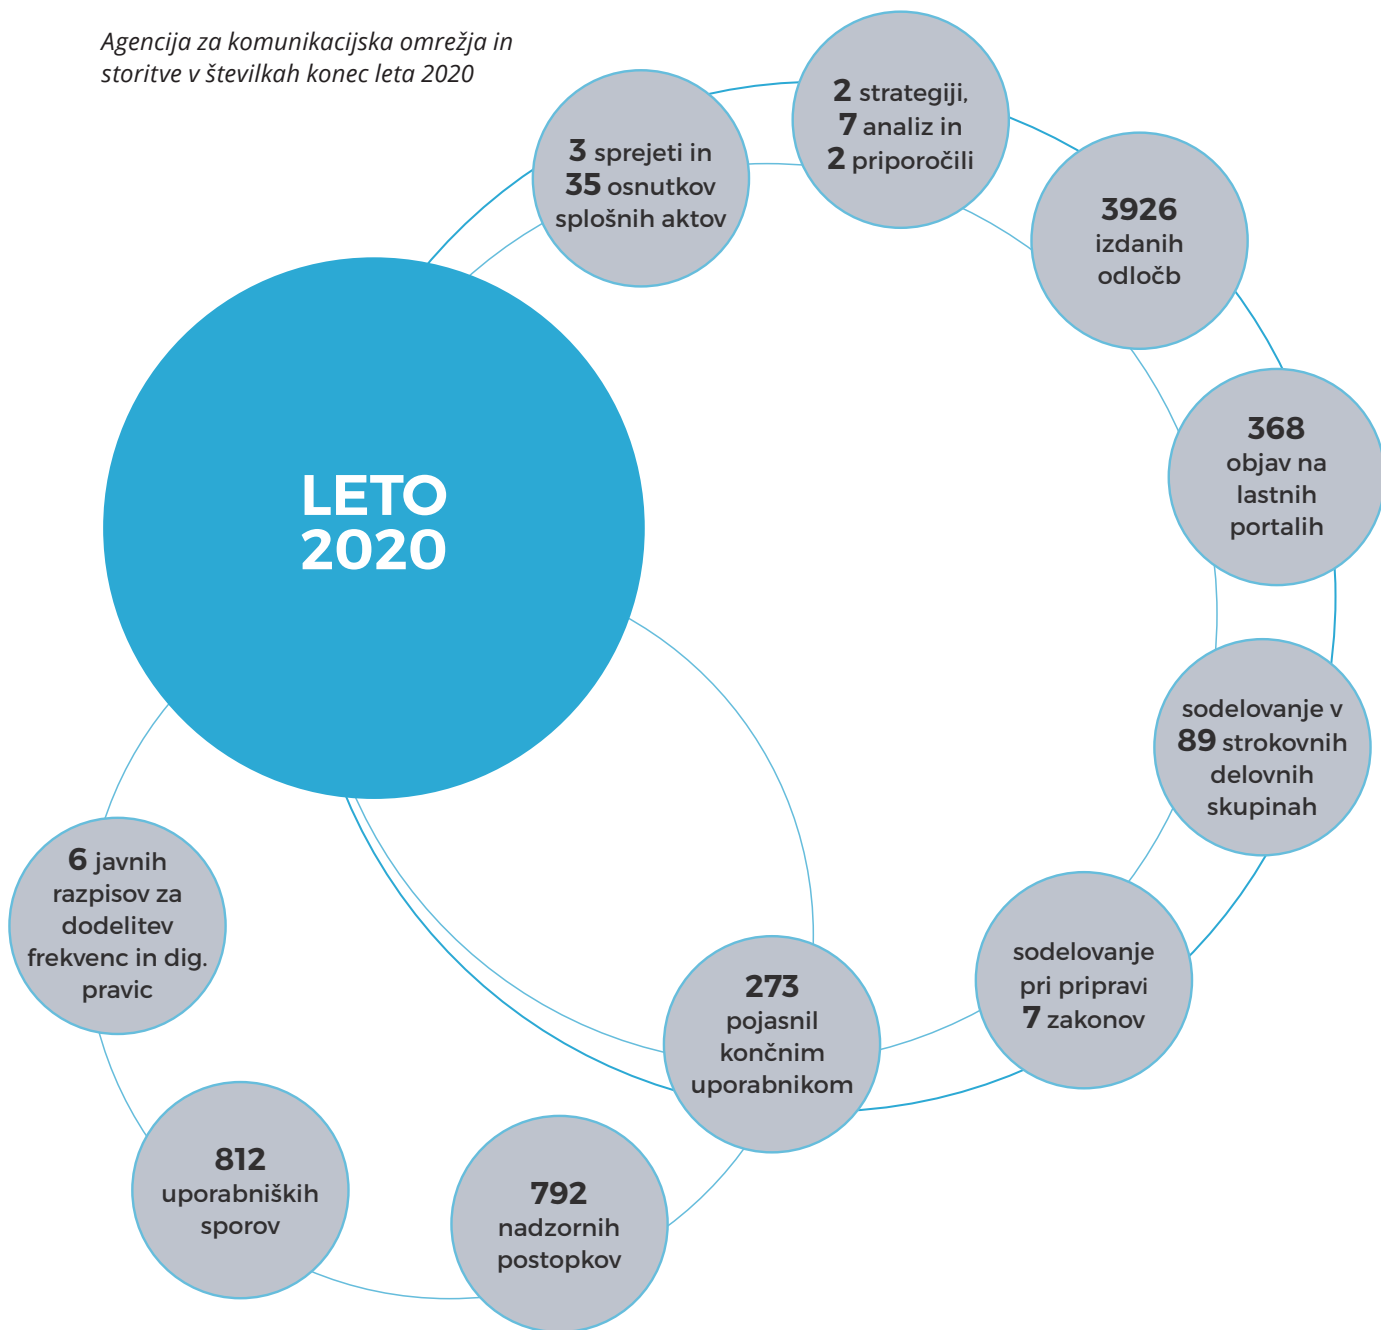 Agencija za komunikacijska omrežja in
storitve v številkah konec leta 2020
2 strategiji,
7 analiz in
2 priporočili
3 sprejeti in
35 osnutkov
splošnih aktov
3926
izdanih
odločb
368
objav na
lastnih
portalih
LETO
2020
sodelovanje v
89 strokovnih
delovnih
skupinah
sodelovanje
pri pripravi
7 zakonov
273
pojasnil
končnim
uporabnikom
792
nadzornih
postopkov
812
uporabniških
sporov
6 javnih
razpisov za
dodelitev
frekvenc in dig.
pravic